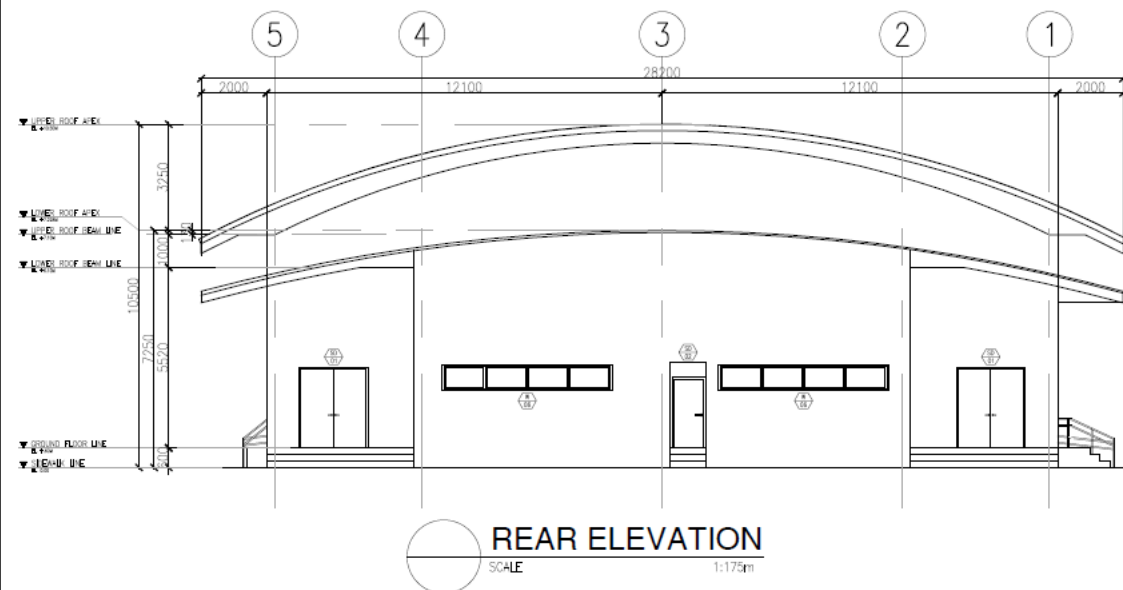 5 4 3 2 1
28200
2000 12100 12100 2000
UPPER ROOF APEX
3250
LOWER ROOF APEX
UPPER ROOF BEAM LINE
1000
LOWER ROOF BEAM LINE
10500
7250
5520
GROUND FLOOR LINE
600
SIDEWALK LINE
REAR ELEVATION
SCALE 1:175m